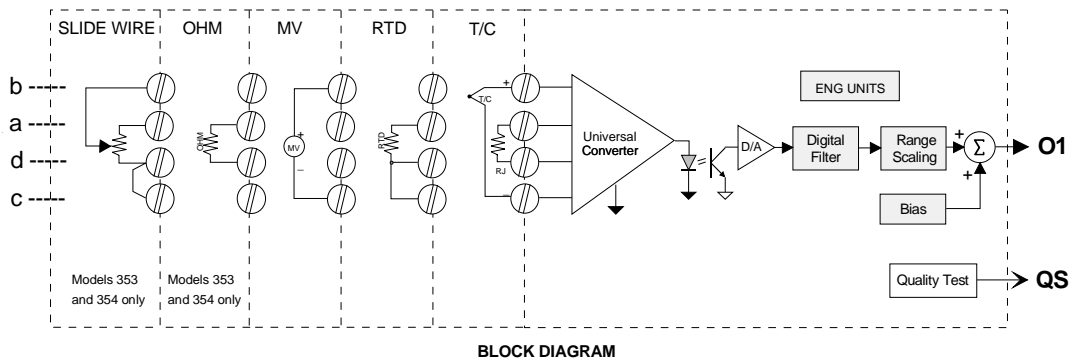 SLIDE WIRE OHM MV RTD T/C
b
a
d
c
OHM
+
MV
–
RTD
+
T/C
RJ
–
Universal
Converter
D/A
ENG UNITS
Digital
Filter
Range
Scaling
+
Σ
+
O1
Bias
Quality Test
QS
Models 353
and 354 only
Models 353
and 354 only
BLOCK DIAGRAM